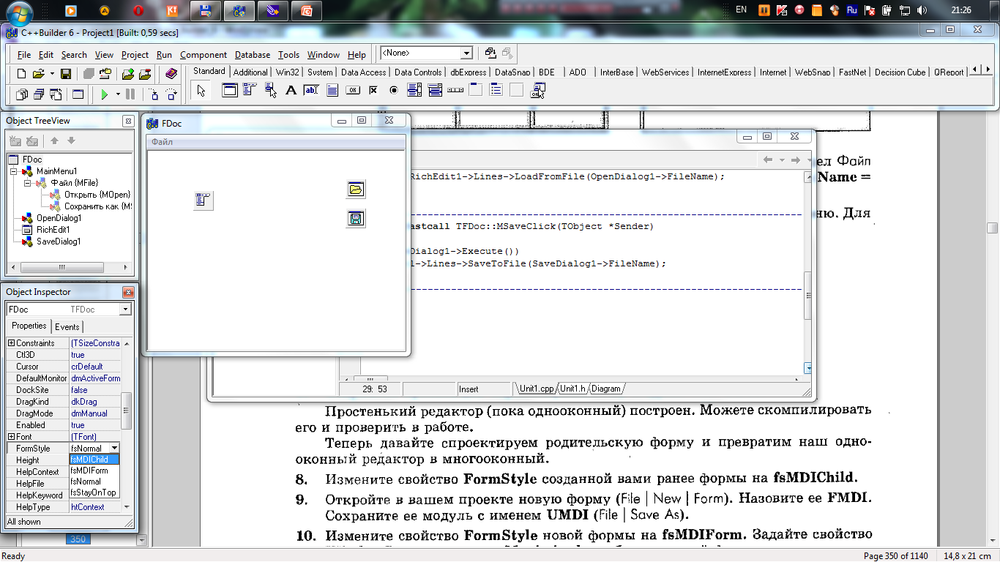 EN
Ru
21:26
C++Builder 6 - Project1 [Built: 0,59 secs]
File Edit Search View Project Run Component Database Tools Window Help
<None>
Standard Additional Win32 System Data Access Data Controls dbExpress DataSnap BDE ADO InterBase WebServices InternetExpress Internet WebSnap FastNet Decision Cube QReport
Object TreeView
FDoc
MainMenu1
Файл {MFile}
Открыть {MOpen}
Сохранить как {MS
OpenDialog1
RichEdit1
SaveDialog1
FDoc
Файл
RichEdit1->Lines->LoadFromFile(OpenDialog1->FileName);
astcall TFDoc::MSaveClick(TObject *Sender)
Dialog1->Execute())
1->Lines->SaveToFile(SaveDialog1->FileName);
29: 53
Insert
Unit1.cpp Unit1.h Diagram
ел Файл
Name =
ню. Для
Object Inspector
FDoc TFDoc
Properties Events
Constraints (TSizeConstra
Ctl3D true
Cursor crDefault
DefaultMonitor dmActiveForm
DockSite false
DragKind dkDrag
DragMode dmManual
Enabled true
Font (TFont)
FormStyle fsNormal
Height fsMDIChild
HelpContext fsMDIForm
HelpFile fsNormal
HelpKeyword fsStayOnTop
HelpType htContext
All shown
350
Простенький редактор (пока однооконный) построен. Можете скомпилировать
его и проверить в работе.
Теперь давайте спроектируем родительскую форму и превратим наш одно-
оконный редактор в многооконный.
8. Измените свойство FormStyle созданной вами ранее формы на fsMDIChild.
9. Откройте в вашем проекте новую форму (File | New | Form). Назовите ее FMDI.
Сохраните ее модуль с именем UMDI (File | Save As).
10. Измените свойство FormStyle новой формы на fsMDIForm. Задайте свойство
Ready
Page 350 of 1140
14,8 x 21 cm